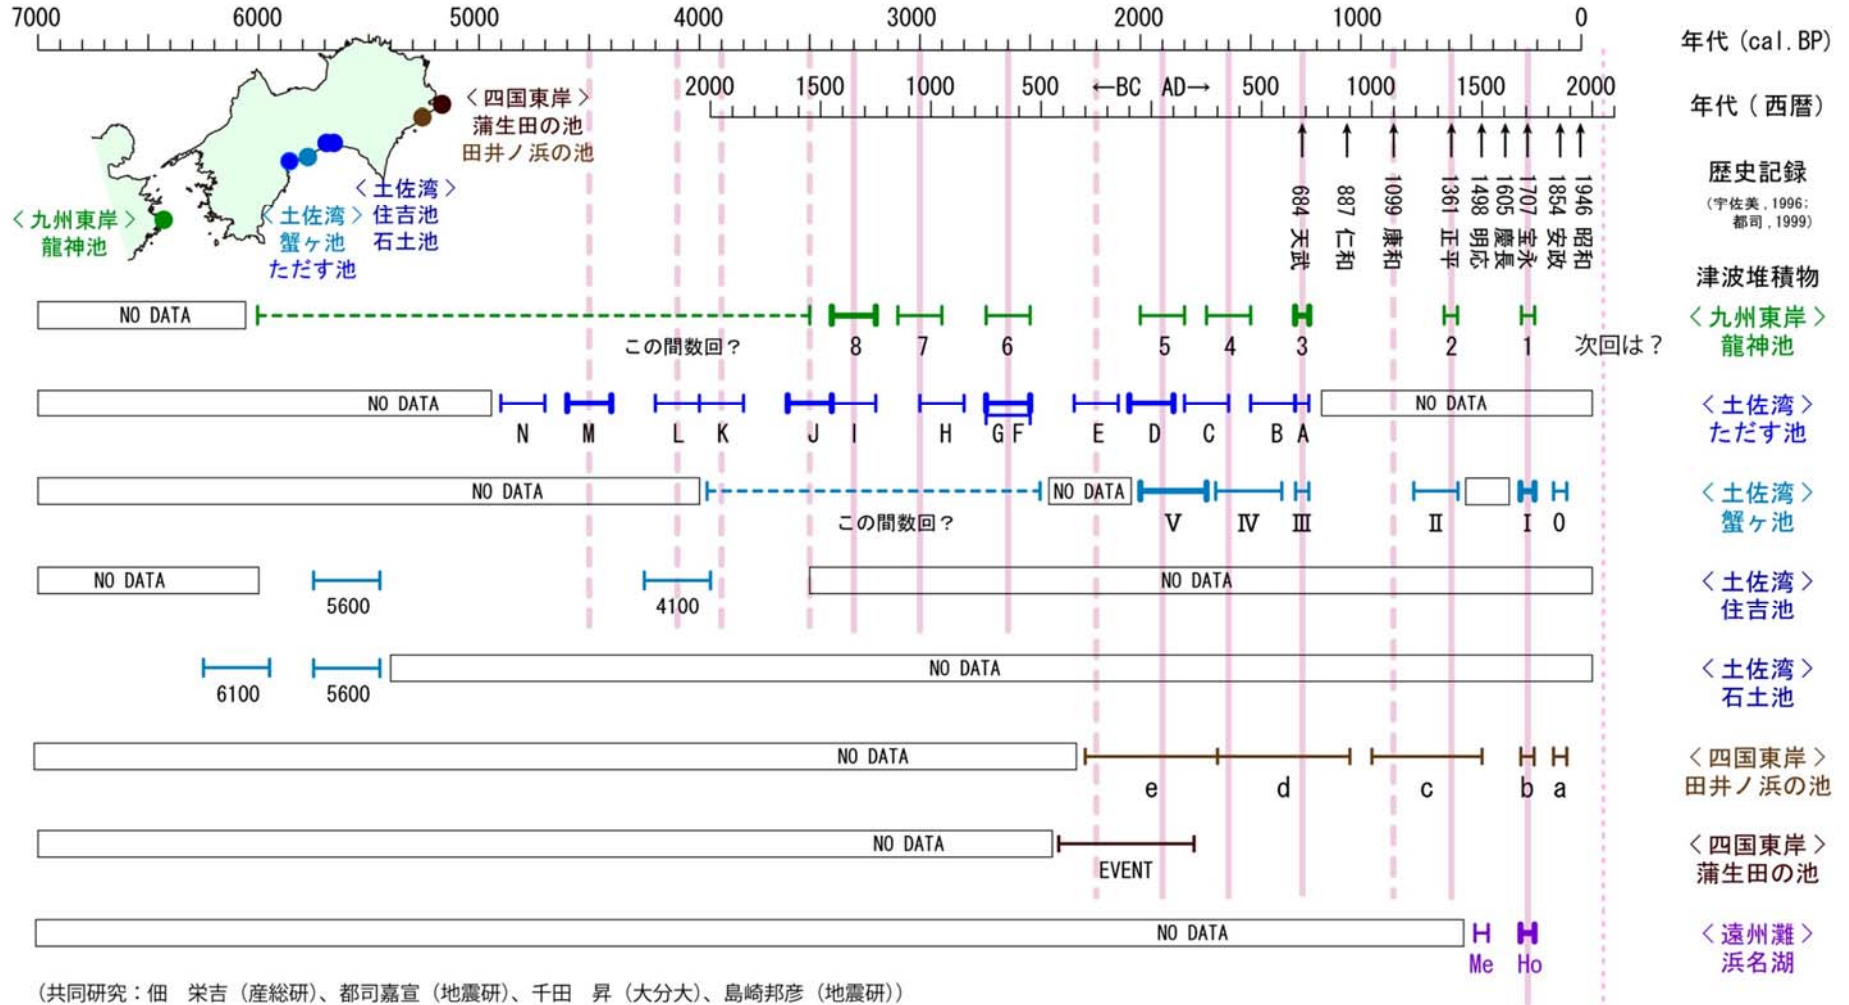 7000 6000 5000 4000 3000 2000 1000 0
年代 (cal.BP)
2000 1500 1000 500 ←BC AD→ 500 1000 1500 2000
年代 (西暦)
＜四国東岸＞
蒲生田の池
田井ノ浜の池
＜土佐湾＞
住吉池
石土池
＜土佐湾＞
蟹ヶ池
ただす池
＜九州東岸＞
龍神池
684 天武
887 仁和
1099 康和
1361 正平
1498 明応
1605 慶長
1707 宝永
1854 安政
1946 昭和
歴史記録
(宇佐美,1996;
都司,1999)
津波堆積物
NO DATA
この間数回？
8 7 6 5 4 3 2 1
次回は？
＜九州東岸＞
龍神池
NO DATA NO DATA
N M L K J I H G F E D C B A
＜土佐湾＞
ただす池
NO DATA NO DATA
この間数回？
Ⅴ Ⅳ Ⅲ Ⅱ Ⅰ 0
＜土佐湾＞
蟹ヶ池
NO DATA NO DATA
5600 4100
＜土佐湾＞
住吉池
NO DATA
6100 5600
＜土佐湾＞
石土池
NO DATA
e d c b a
＜四国東岸＞
田井ノ浜の池
NO DATA
EVENT
＜四国東岸＞
蒲生田の池
NO DATA
Me Ho
＜遠州灘＞
浜名湖
（共同研究：佃　栄吉（産総研）、都司嘉宣（地震研）、千田　昇（大分大）、島崎邦彦（地震研））